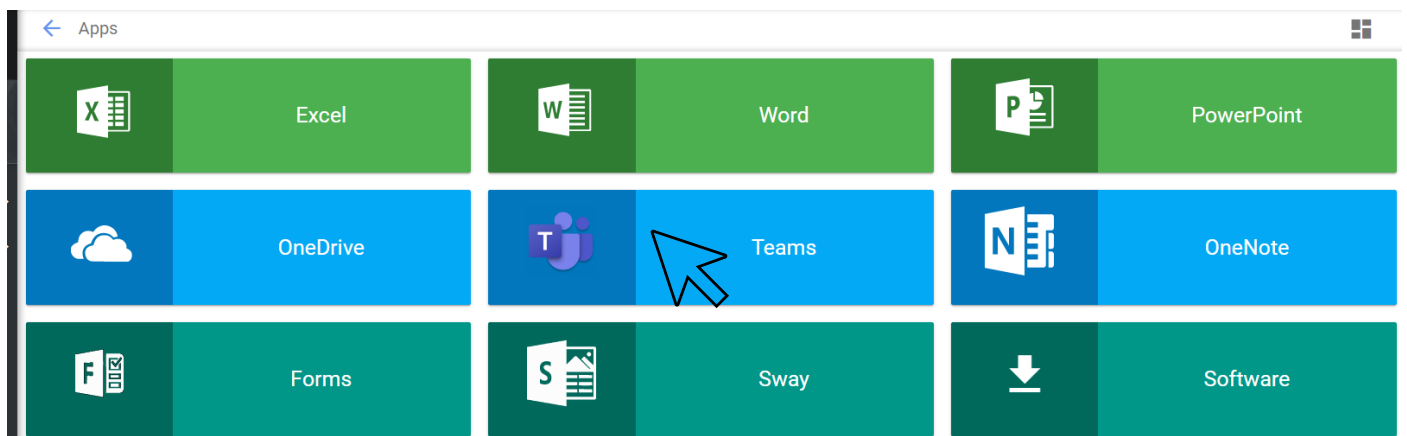 Apps
X Excel
W Word
P PowerPoint
OneDrive
T Teams
N OneNote
F Forms
S Sway
Software